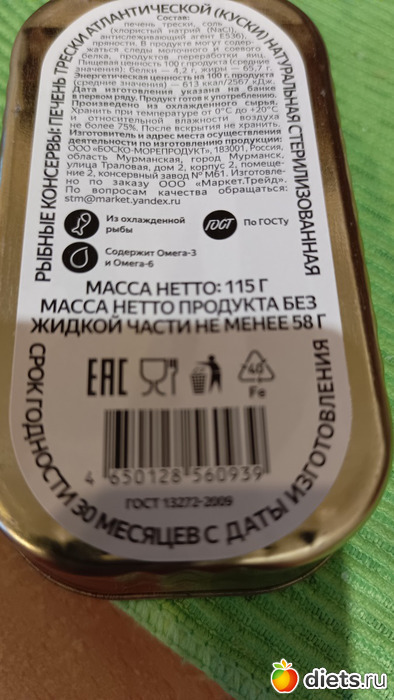 РЫБНЫЕ КОНСЕРВЫ: ПЕЧЕНЬ ТРЕСКИ АТЛАНТИЧЕСКОЙ (КУСКИ) НАТУРАЛЬНАЯ СТЕРИЛИЗОВАННАЯ
Состав:
печень трески, соль
(хлористый натрий (NaCl),
антислеживающий агент E536),
пряности. В продукте могут содер-
жаться следы молочного и соевого
белка, продуктов переработки яиц.
Пищевая ценность 100 г продукта (средние
значения): белки — 4,2 г, жиры — 65,7 г.
Энергетическая ценность на 100 г. продукта
(средние значения) — 613 ккал/2567 кДж.
Дата изготовления указана на банке
в первом ряду. Продукт готов к употреблению.
Произведено из охлажденного сырья.
Хранить при температуре от 0°С до +20°С
и относительной влажности воздуха
не более 75%. После вскрытия не хранить.
Изготовитель и адрес места осуществления
деятельности по изготовлению продукции:
ООО «БОСКО-МОРЕПРОДУКТ», 183001, Россия,
область Мурманская, город Мурманск,
улица Траловая, дом 2, корпус 2, помеще-
ние 2, консервный завод № М61. Изготовле-
но по заказу ООО «Маркет.Трейд».
По вопросам качества обращаться:
stm@market.yandex.ru
Из охлажденной
рыбы
ГОСТ
По ГОСТу
Содержит Омега-3
и Омега-6
МАССА НЕТТО: 115 Г
МАССА НЕТТО ПРОДУКТА БЕЗ
ЖИДКОЙ ЧАСТИ НЕ МЕНЕЕ 58 Г
EAC
40
Fe
4 650128 560939
ГОСТ 13272-2009
СРОК ГОДНОСТИ 30 МЕСЯЦЕВ С ДАТЫ ИЗГОТОВЛЕНИЯ
diets.ru